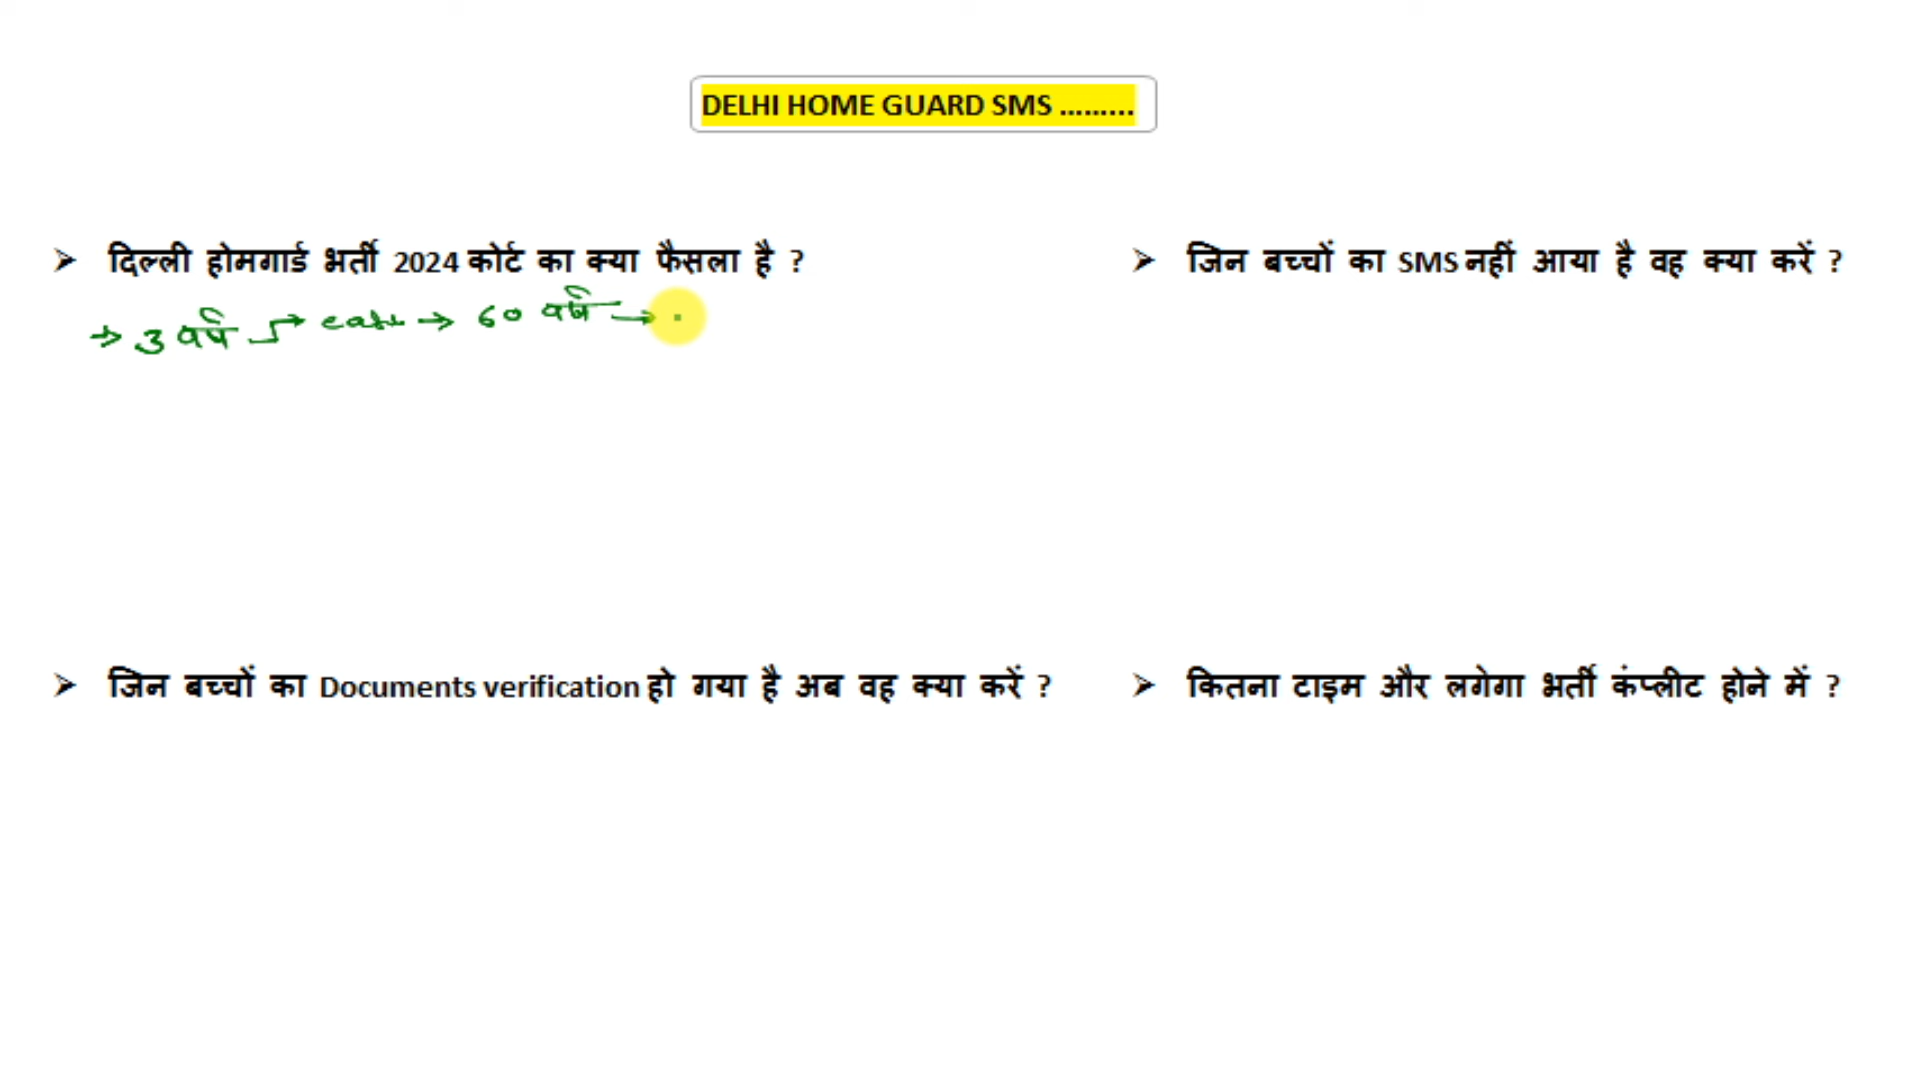 DELHI HOME GUARD SMS .........
➢ दिल्ली होमगार्ड भर्ती 2024 कोर्ट का क्या फैसला है ?
→ 3 वर्ष → case → 60 वर्ष →
➢ जिन बच्चों का SMS नहीं आया है वह क्या करें ?
➢ जिन बच्चों का Documents verification हो गया है अब वह क्या करें ?
➢ कितना टाइम और लगेगा भर्ती कंप्लीट होने में ?